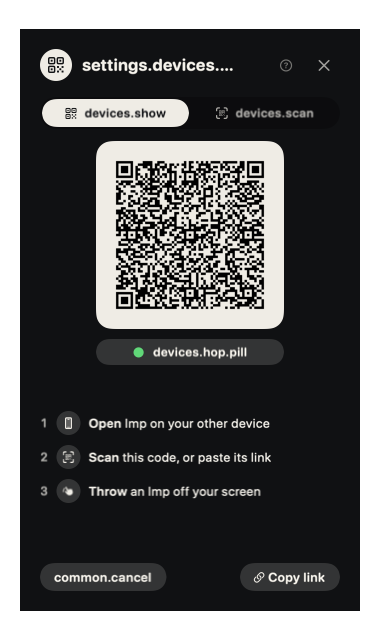 settings.devices....
devices.show
devices.scan
devices.hop.pill
1 Open Imp on your other device
2 Scan this code, or paste its link
3 Throw an Imp off your screen
common.cancel
Copy link